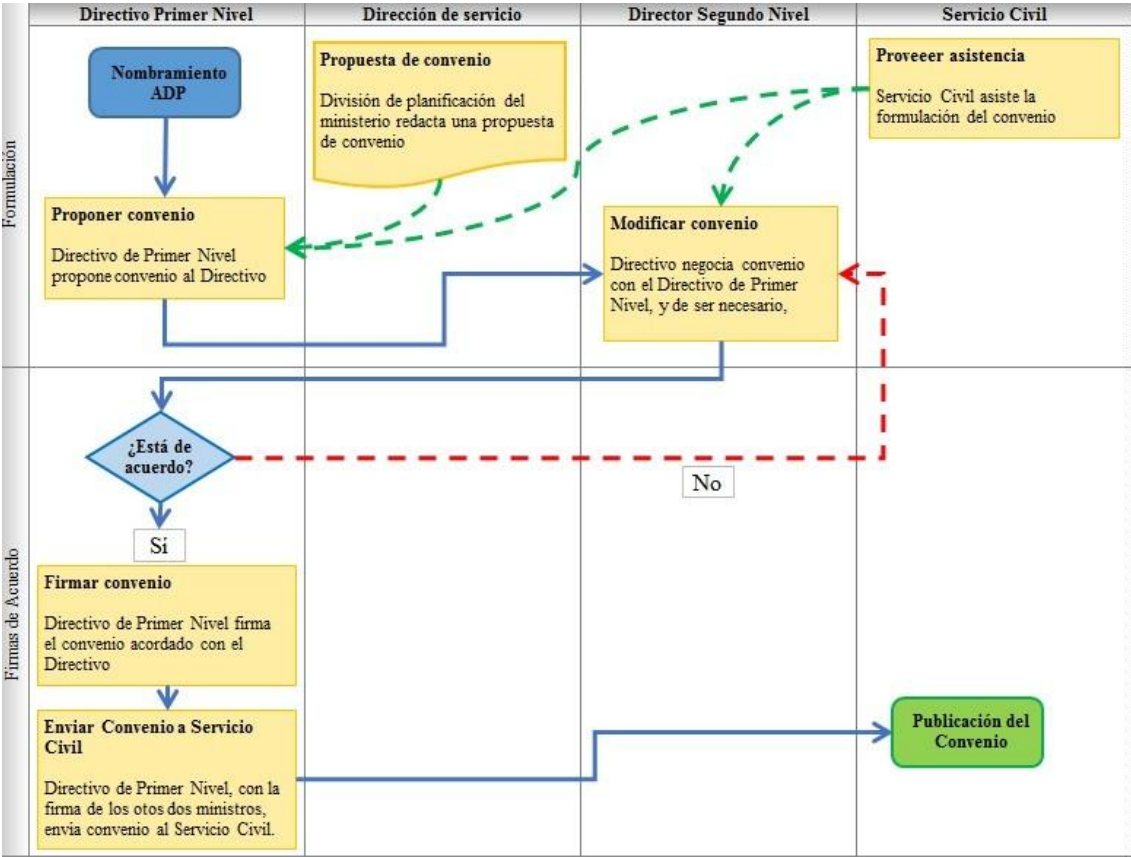 Directivo Primer Nivel
Dirección de servicio
Director Segundo Nivel
Servicio Civil
Formulación
Nombramiento
ADP
Propuesta de convenio
División de planificación del
ministerio redacta una propuesta
de convenio
Proveeer asistencia
Servicio Civil asiste la
formulación del convenio
Proponer convenio
Directivo de Primer Nivel
propone convenio al Directivo
Modificar convenio
Directivo negocia convenio
con el Directivo de Primer
Nivel, y de ser necesario,
Firmas de Acuerdo
¿Está de
acuerdo?
No
Sí
Firmar convenio
Directivo de Primer Nivel firma
el convenio acordado con el
Directivo
Enviar Convenio a Servicio
Civil
Directivo de Primer Nivel, con la
firma de los otos dos ministros,
envia convenio al Servicio Civil.
Publicación del
Convenio